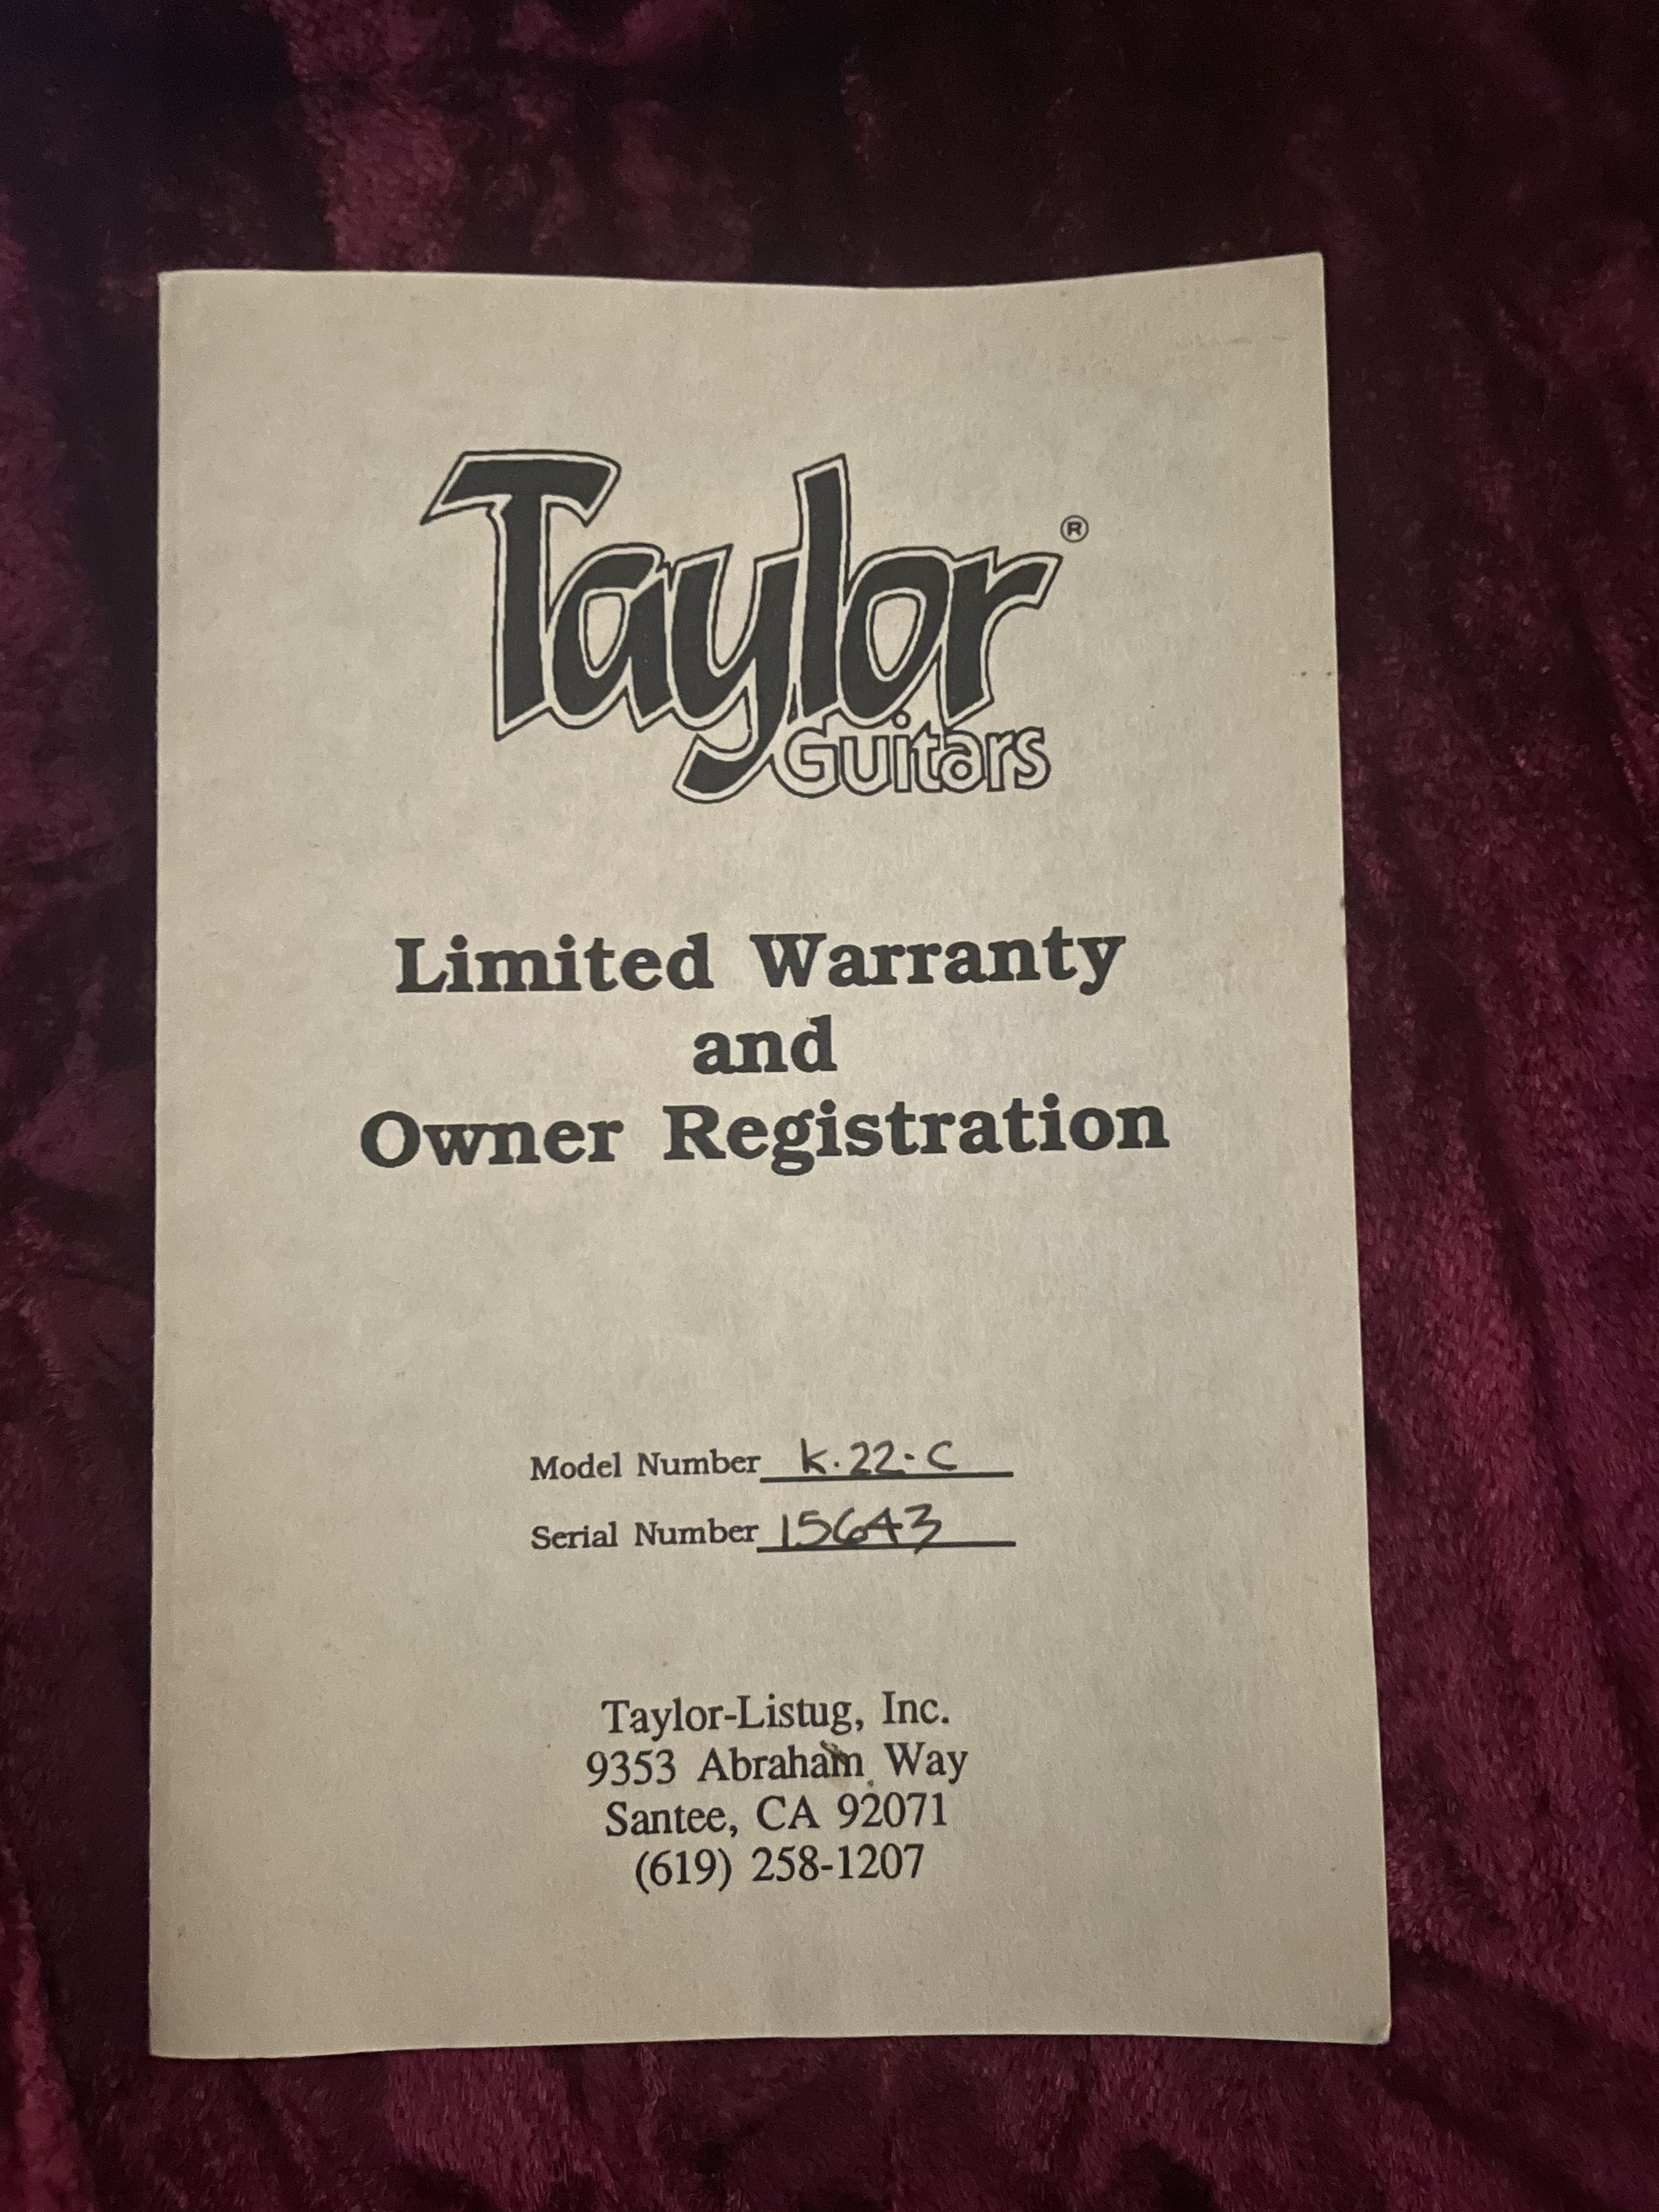 Taylor®
Guitars
Limited Warranty
and
Owner Registration
Model Number K.22-C
Serial Number 15643
Taylor-Listug, Inc.
9353 Abraham Way
Santee, CA 92071
(619) 258-1207